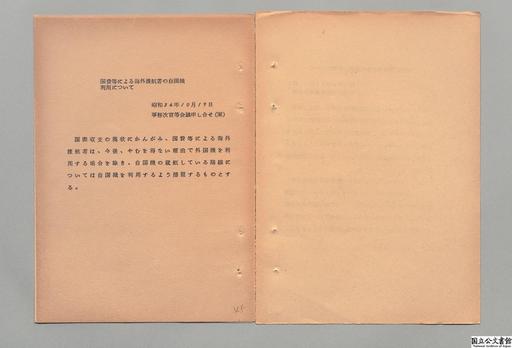 国費等による海外渡航者の自国機
利用について
昭和54年10月19日
事務次官等会議申し合せ(案)
国際収支の現状にかんがみ、国費等による海外
渡航者は、今後、やむを得ない理由で外国機を利
用する場合を除き、自国機の就航している路線に
ついては自国機を利用するよう措置するものとす
る。
国立公文書館
National Archives of Japan